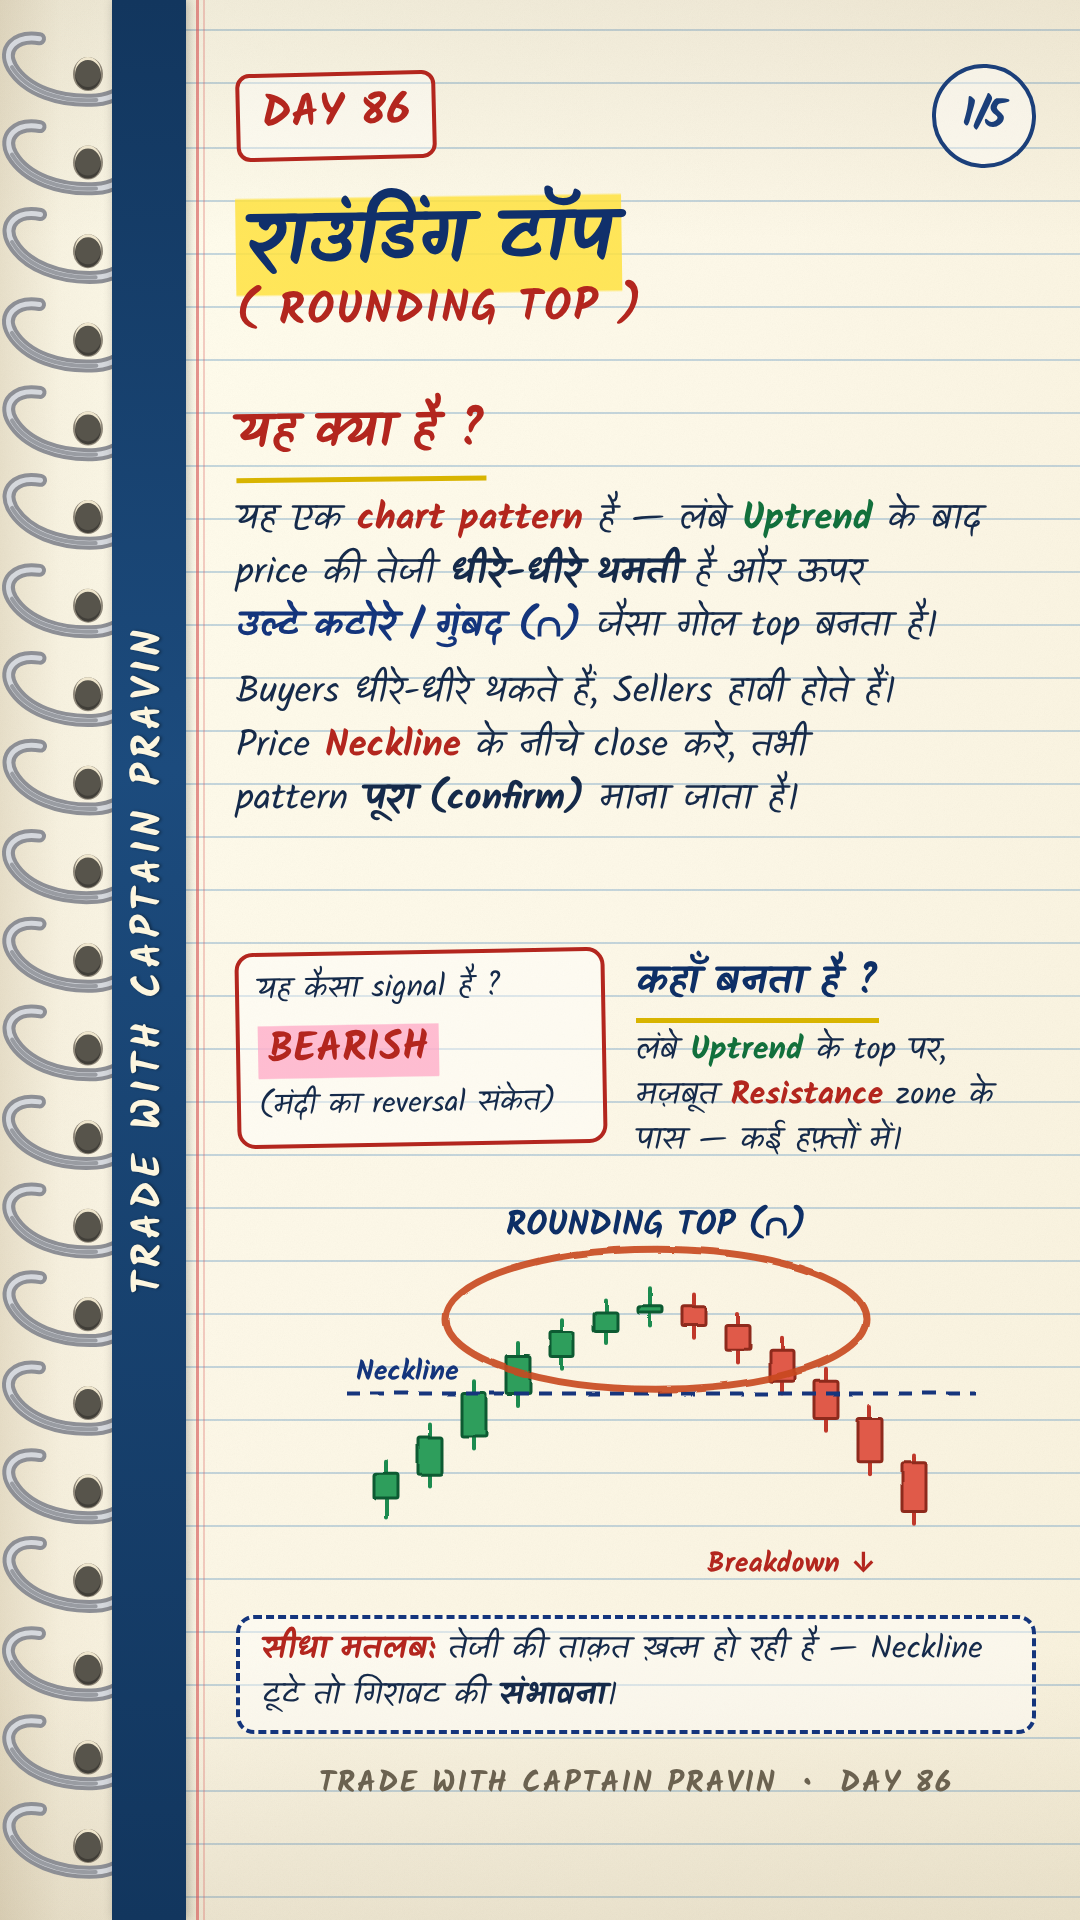 DAY 86
1/5
राउंडिंग टॉप
( ROUNDING TOP )
यह क्या है ?
यह एक chart pattern है — लंबे Uptrend के बाद
price की तेजी धीरे-धीरे थमती है और ऊपर
उल्टे कटोरे / गुंबद (∩) जैसा गोल top बनता है।
Buyers धीरे-धीरे थकते हैं, Sellers हावी होते हैं।
Price Neckline के नीचे close करे, तभी
pattern पूरा (confirm) माना जाता है।
यह कैसा signal है ?
BEARISH
(मंदी का reversal संकेत)
कहाँ बनता है ?
लंबे Uptrend के top पर,
मज़बूत Resistance zone के
पास — कई हफ़्तों में।
ROUNDING TOP (∩)
Neckline
Breakdown ↓
सीधा मतलब: तेजी की ताक़त ख़त्म हो रही है — Neckline
टूटे तो गिरावट की संभावना।
TRADE WITH CAPTAIN PRAVIN · DAY 86
TRADE WITH CAPTAIN PRAVIN